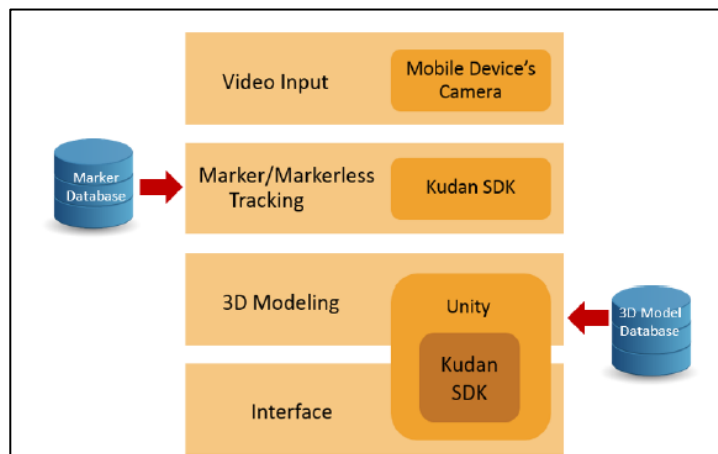 Video Input
Mobile Device's
Camera
Marker
Database
Marker/Markerless
Tracking
Kudan SDK
3D Modeling
Unity
3D Model
Database
Kudan
SDK
Interface